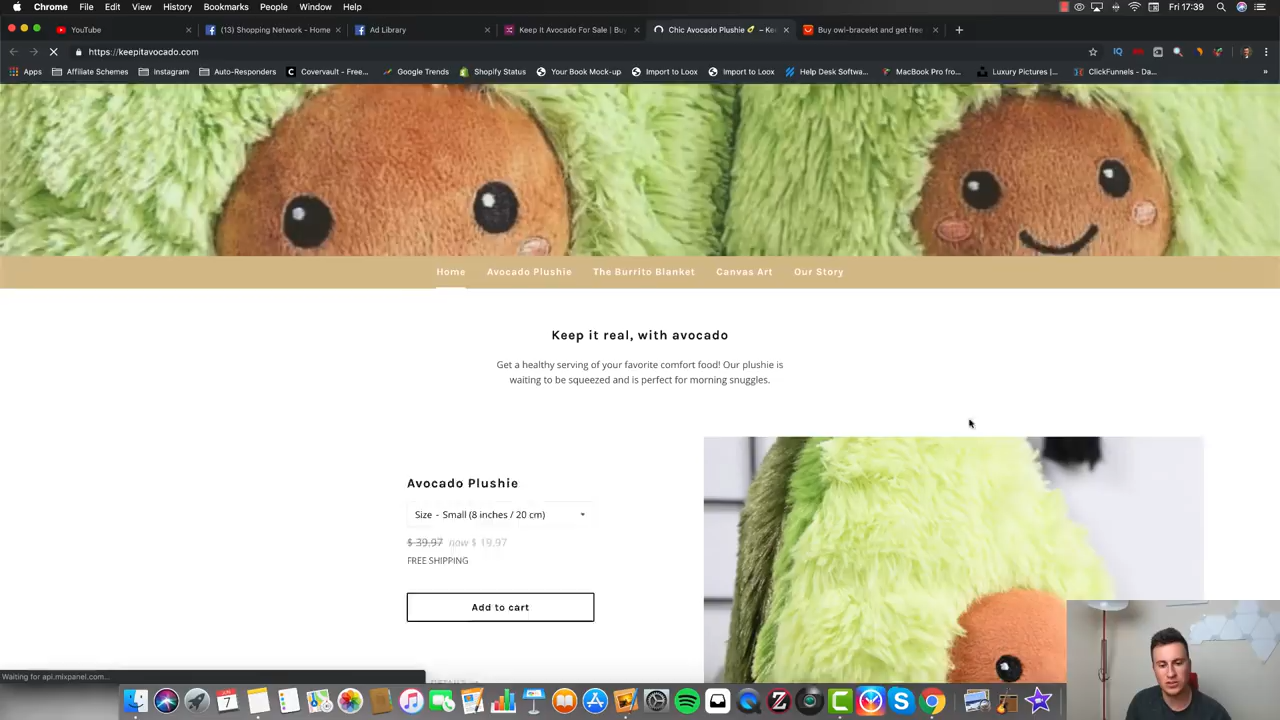 Chrome File Edit View History Bookmarks People Window Help Fri 17:39
YouTube × (13) Shopping Network - Home × Ad Library × Keep It Avocado For Sale | Buy × Chic Avocado Plushie 🥑 – Kee × Buy owl-bracelet and get free × +
https://keepitavocado.com
Apps Affiliate Schemes Instagram Auto-Responders Covervault - Free... Google Trends Shopify Status Your Book Mock-up Import to Loox Import to Loox Help Desk Softwa... MacBook Pro fro... Luxury Pictures |... ClickFunnels - Da... »
Home Avocado Plushie The Burrito Blanket Canvas Art Our Story
Keep it real, with avocado
Get a healthy serving of your favorite comfort food! Our plushie is
waiting to be squeezed and is perfect for morning snuggles.
Avocado Plushie
Size - Small (8 inches / 20 cm)
$ 39.97 now $ 19.97
FREE SHIPPING
Add to cart
Waiting for api.mixpanel.com...